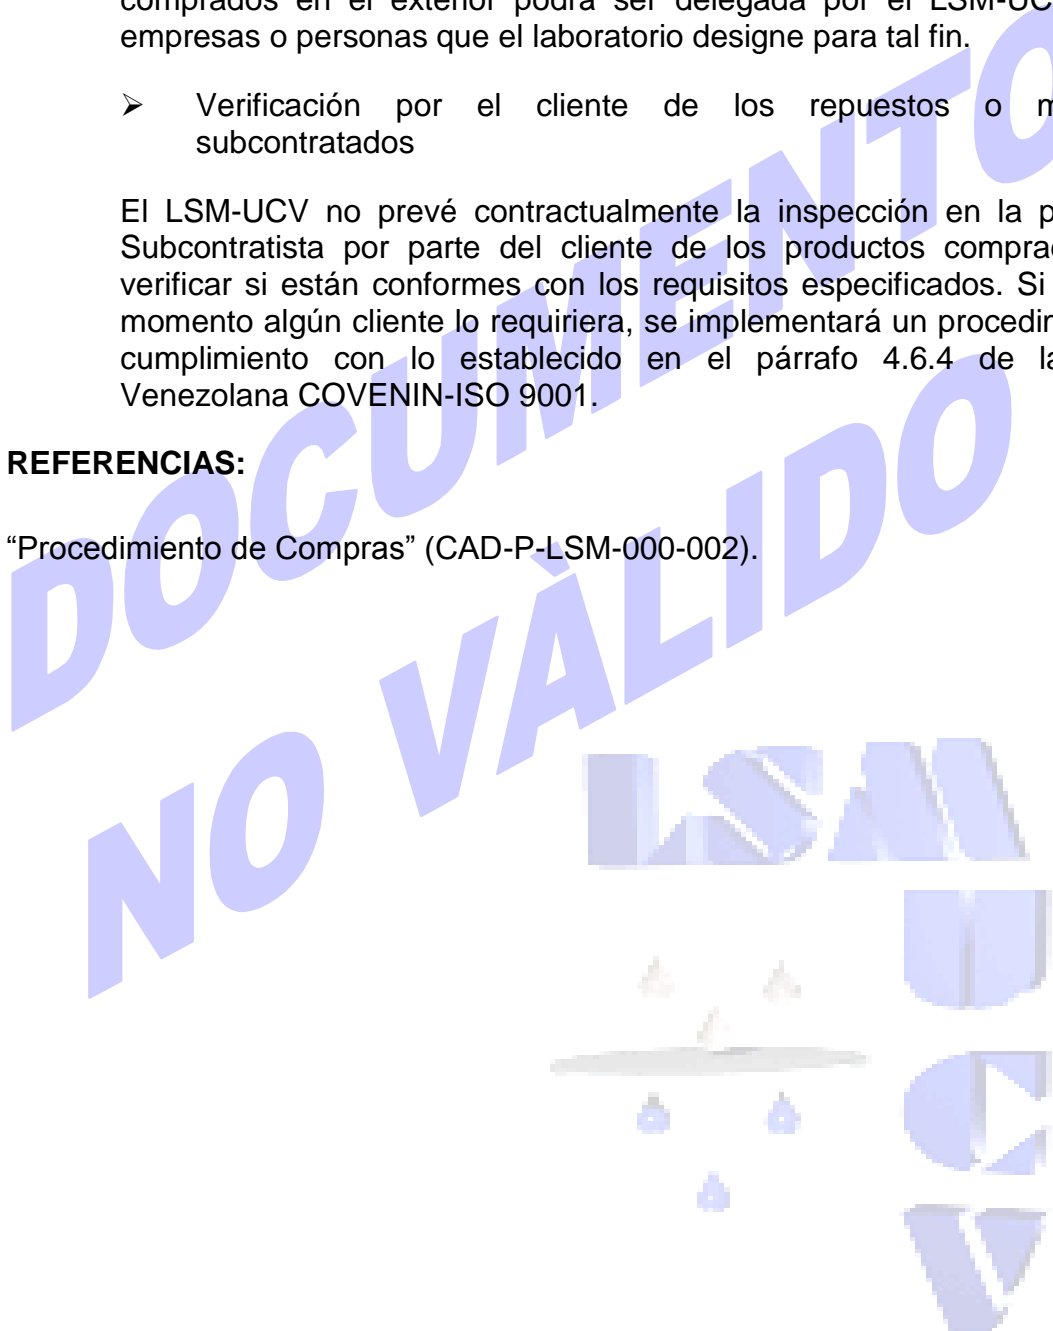 comprados en el exterior podrá ser delegada por el LSM-UC
empresas o personas que el laboratorio designe para tal fin.
➢ Verificación por el cliente de los repuestos o m
subcontratados
El LSM-UCV no prevé contractualmente la inspección en la p
Subcontratista por parte del cliente de los productos comprad
verificar si están conformes con los requisitos especificados. Si
momento algún cliente lo requiriera, se implementará un procedir
cumplimiento con lo establecido en el párrafo 4.6.4 de la
Venezolana COVENIN-ISO 9001.
REFERENCIAS:
“Procedimiento de Compras” (CAD-P-LSM-000-002).
DOCUMENTO
NO VÀLIDO
LSM
U
C
V